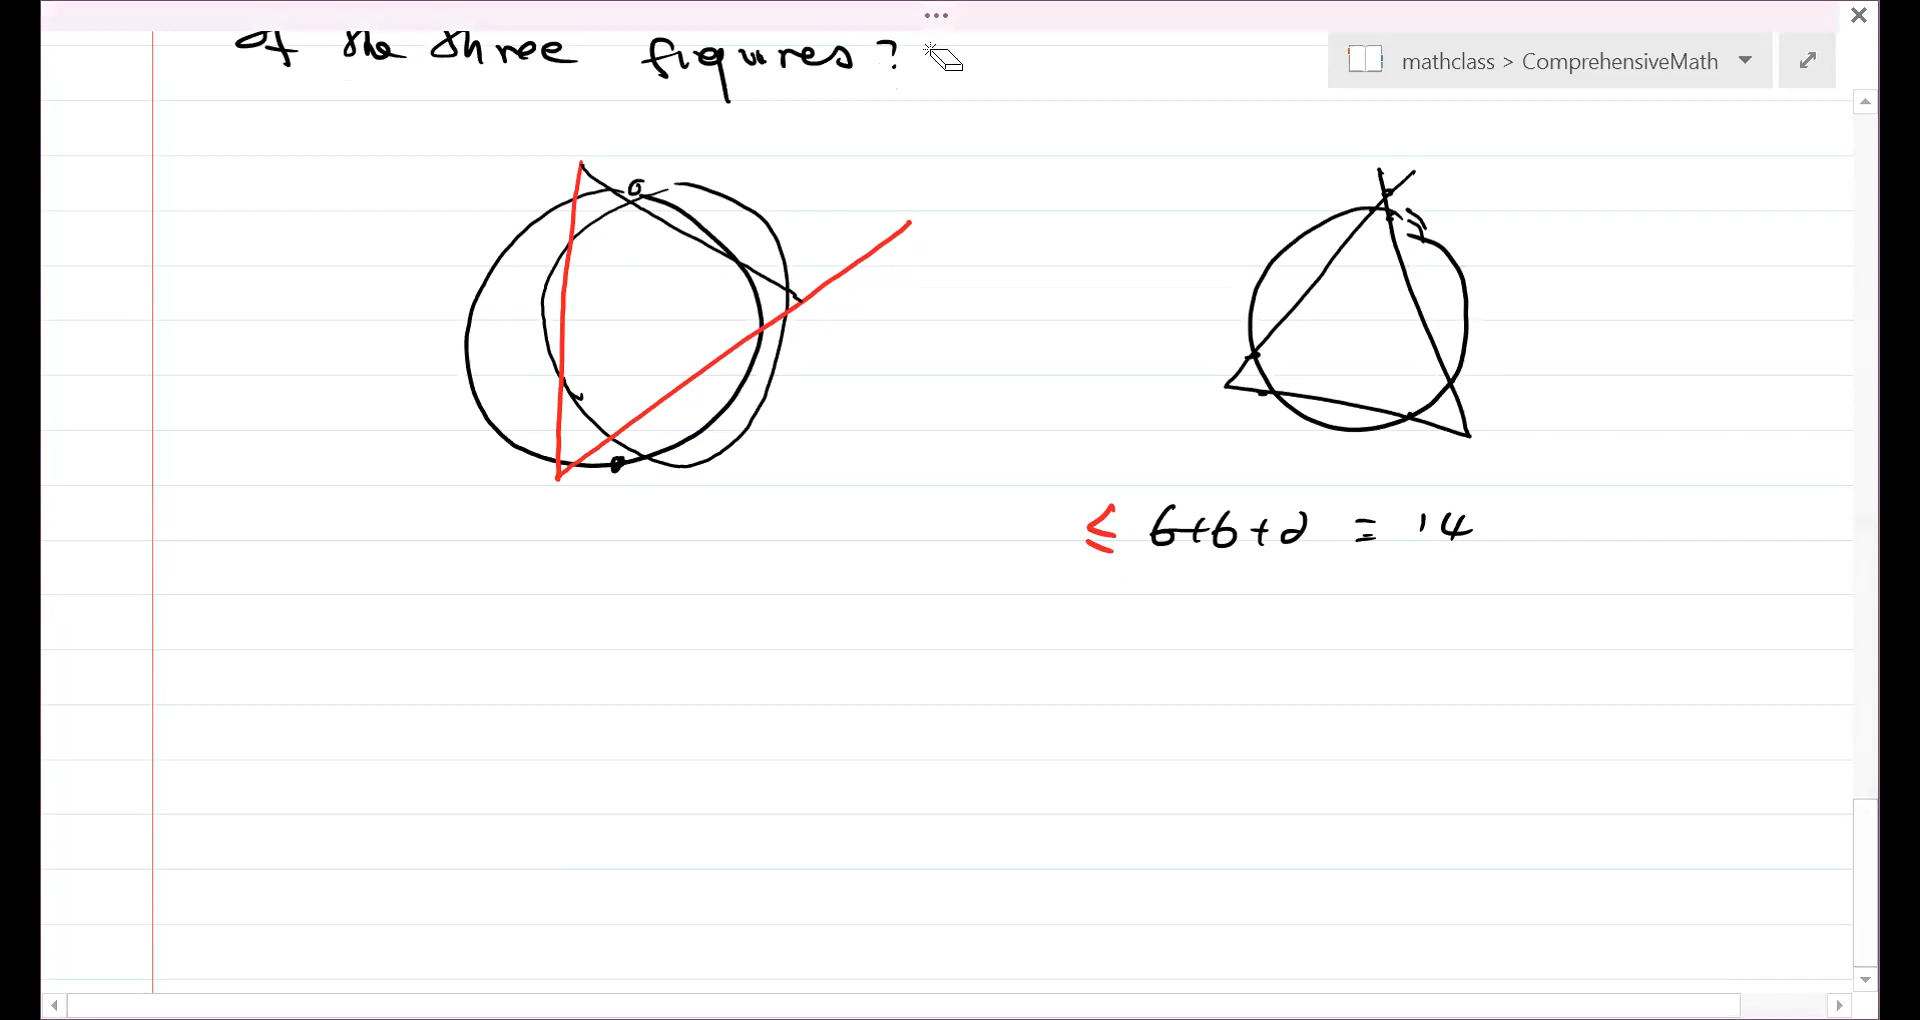 of the three figures?
mathclass > ComprehensiveMath
≤ 6+6+2 = 14